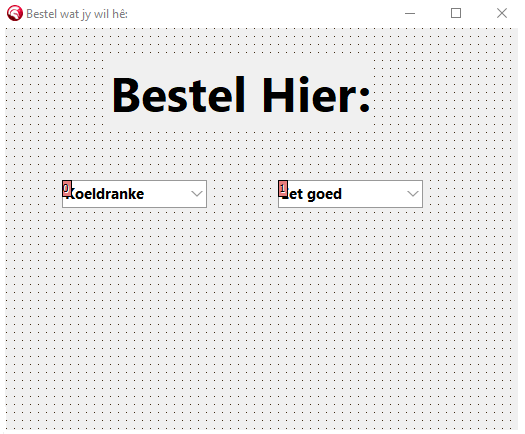 Bestel wat jy wil hê:
Bestel Hier:
0 Koeldranke
1 Eet goed